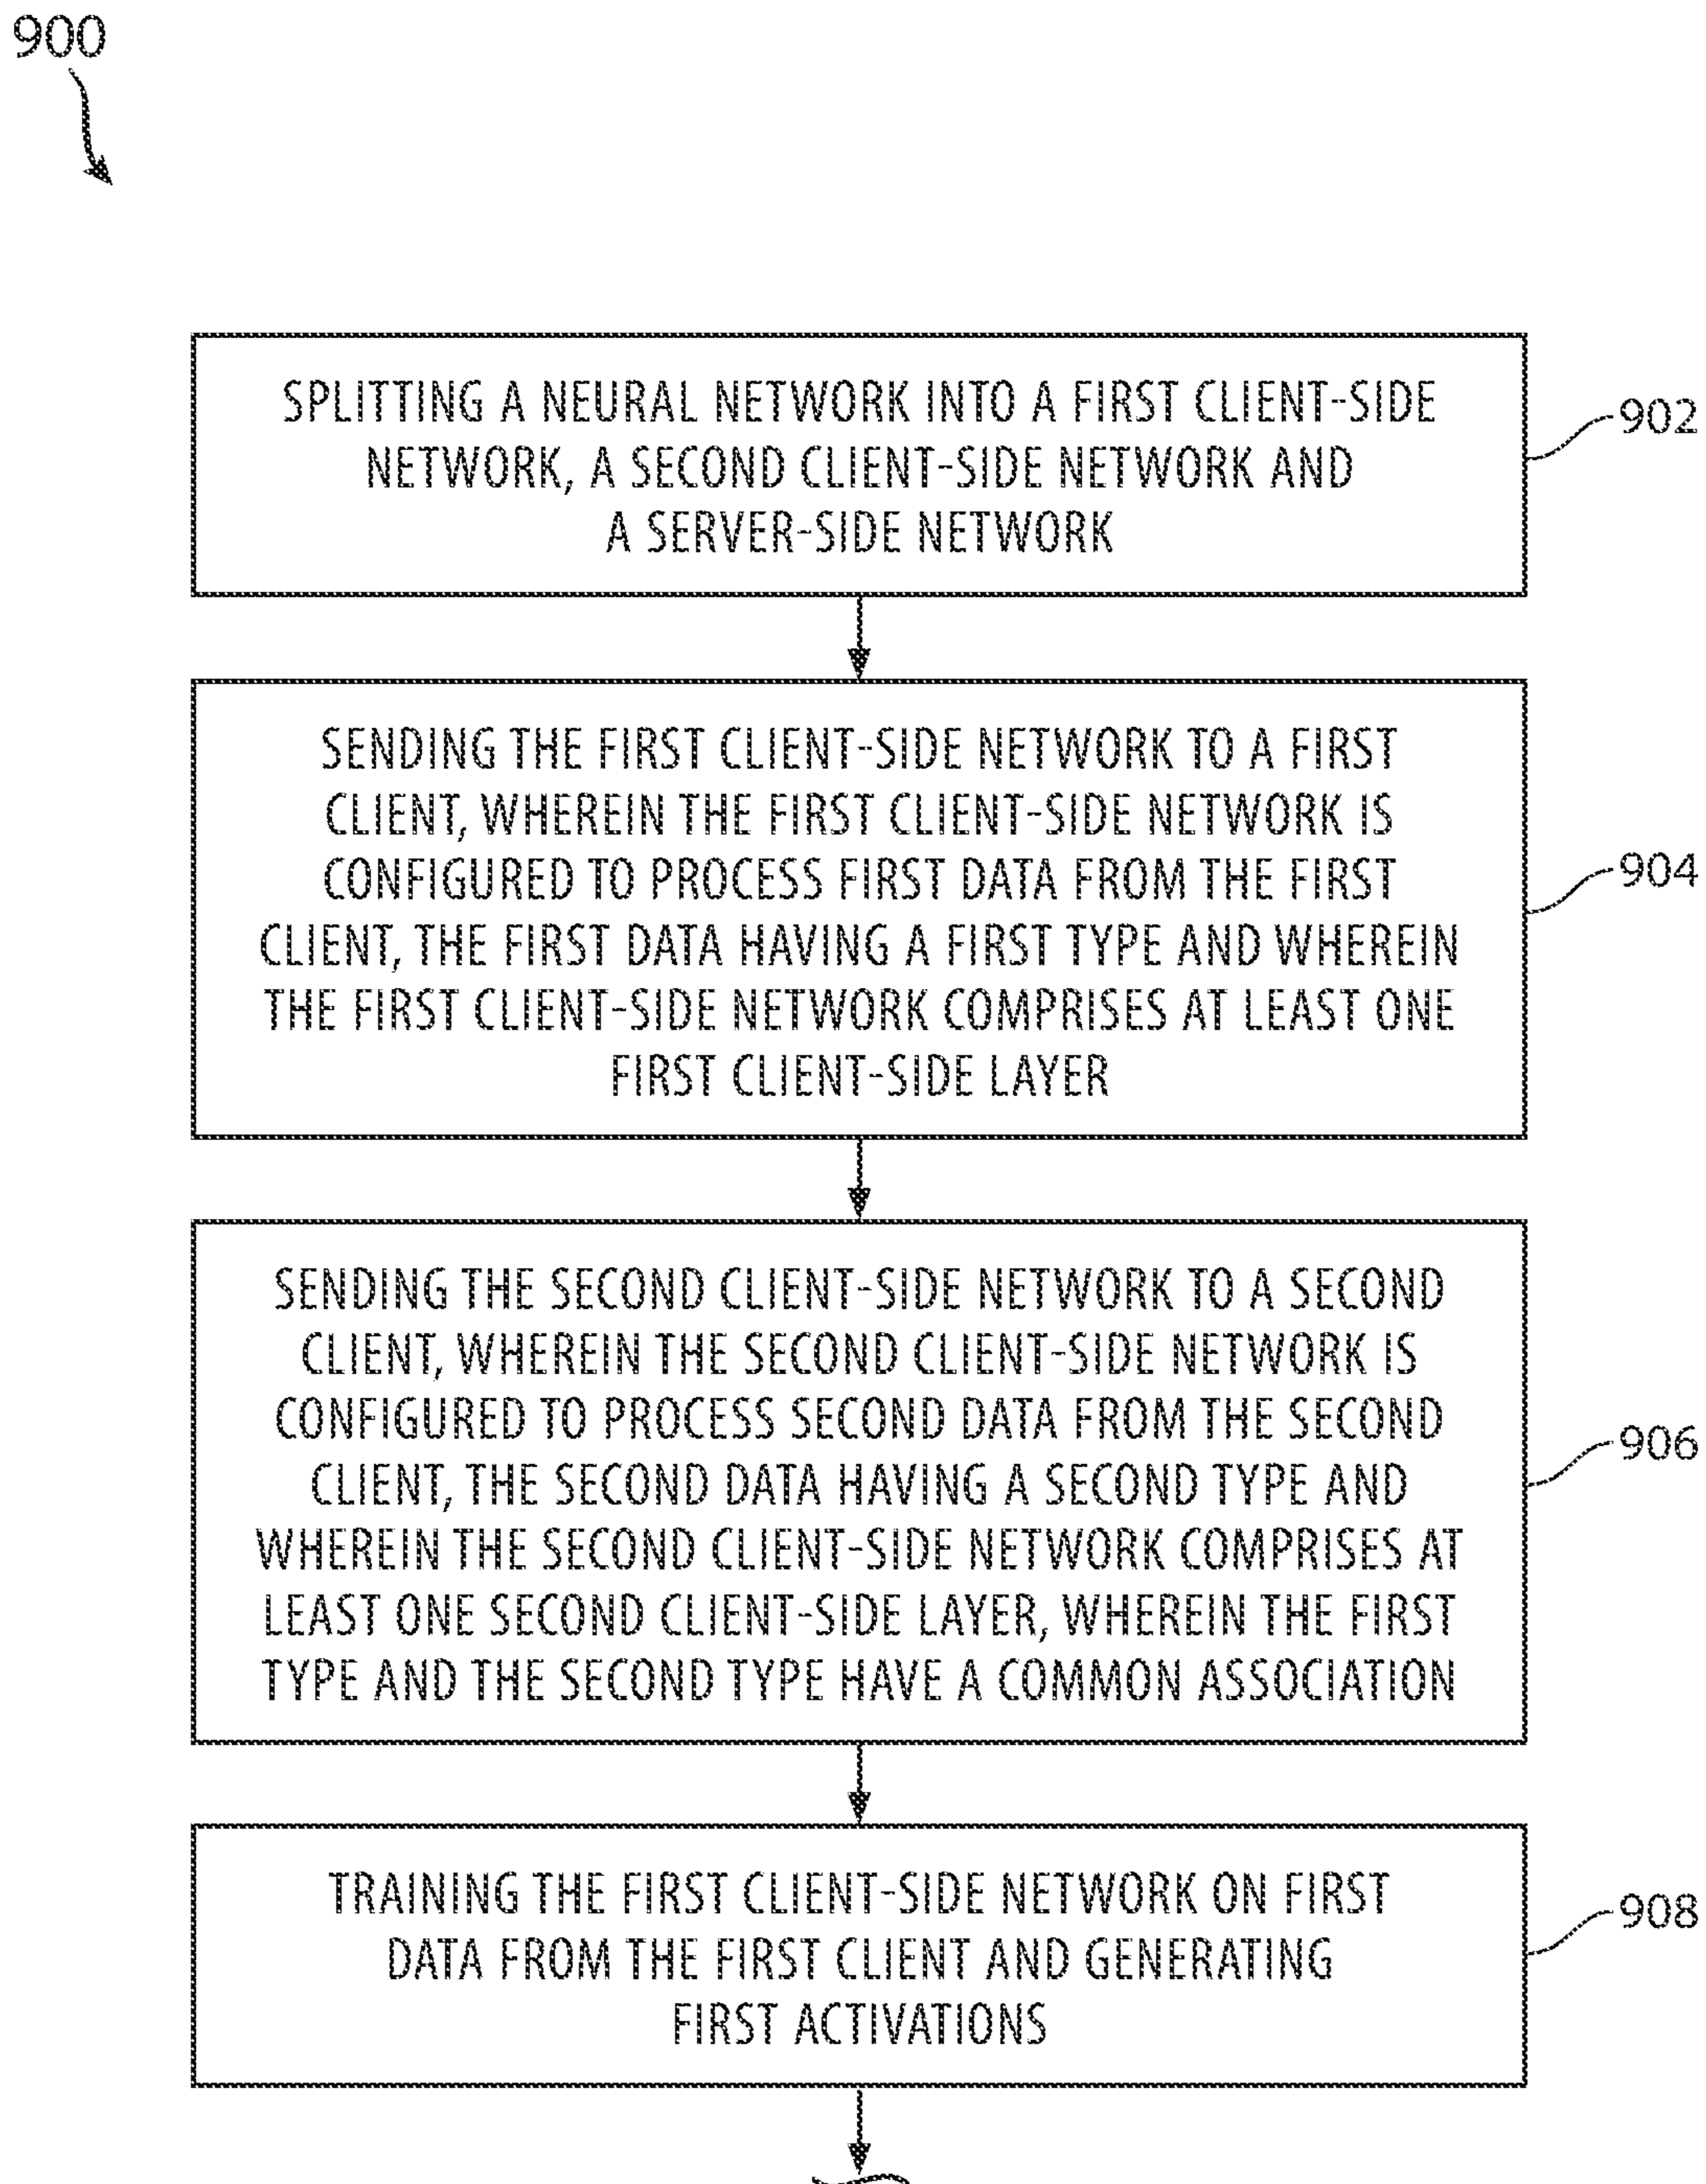 900
SPLITTING A NEURAL NETWORK INTO A FIRST CLIENT-SIDE
NETWORK, A SECOND CLIENT-SIDE NETWORK AND
A SERVER-SIDE NETWORK
902
SENDING THE FIRST CLIENT-SIDE NETWORK TO A FIRST
CLIENT, WHEREIN THE FIRST CLIENT-SIDE NETWORK IS
CONFIGURED TO PROCESS FIRST DATA FROM THE FIRST
CLIENT, THE FIRST DATA HAVING A FIRST TYPE AND WHEREIN
THE FIRST CLIENT-SIDE NETWORK COMPRISES AT LEAST ONE
FIRST CLIENT-SIDE LAYER
904
SENDING THE SECOND CLIENT-SIDE NETWORK TO A SECOND
CLIENT, WHEREIN THE SECOND CLIENT-SIDE NETWORK IS
CONFIGURED TO PROCESS SECOND DATA FROM THE SECOND
CLIENT, THE SECOND DATA HAVING A SECOND TYPE AND
WHEREIN THE SECOND CLIENT-SIDE NETWORK COMPRISES AT
LEAST ONE SECOND CLIENT-SIDE LAYER, WHEREIN THE FIRST
TYPE AND THE SECOND TYPE HAVE A COMMON ASSOCIATION
906
TRAINING THE FIRST CLIENT-SIDE NETWORK ON FIRST
DATA FROM THE FIRST CLIENT AND GENERATING
FIRST ACTIVATIONS
908